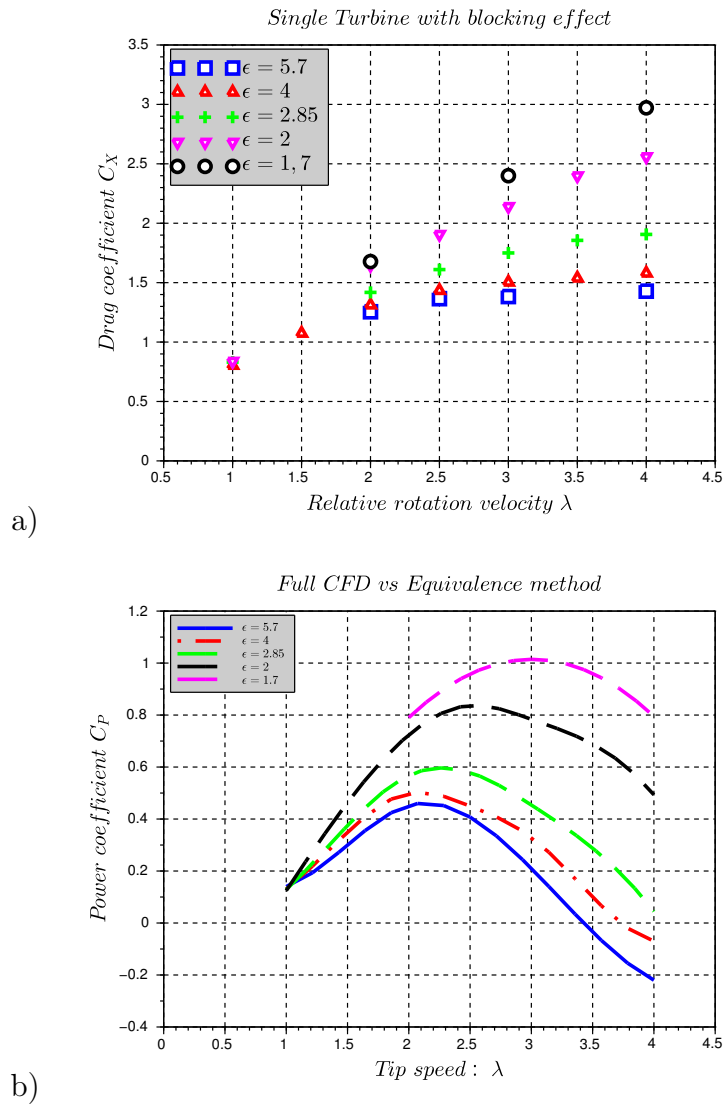 Single Turbine with blocking effect
3.5
3
2.5
2
1.5
1
0.5
0
ϵ = 5.7
ϵ = 4
ϵ = 2.85
ϵ = 2
ϵ = 1,7
Drag coefficient C_X
0.5 1 1.5 2 2.5 3 3.5 4 4.5
Relative rotation velocity λ
a)
Full CFD vs Equivalence method
1.2
1
0.8
0.6
0.4
0.2
0
−0.2
−0.4
ϵ = 5.7
ϵ = 4
ϵ = 2.85
ϵ = 2
ϵ = 1.7
Power coefficient C_P
0 0.5 1 1.5 2 2.5 3 3.5 4 4.5
Tip speed : λ
b)